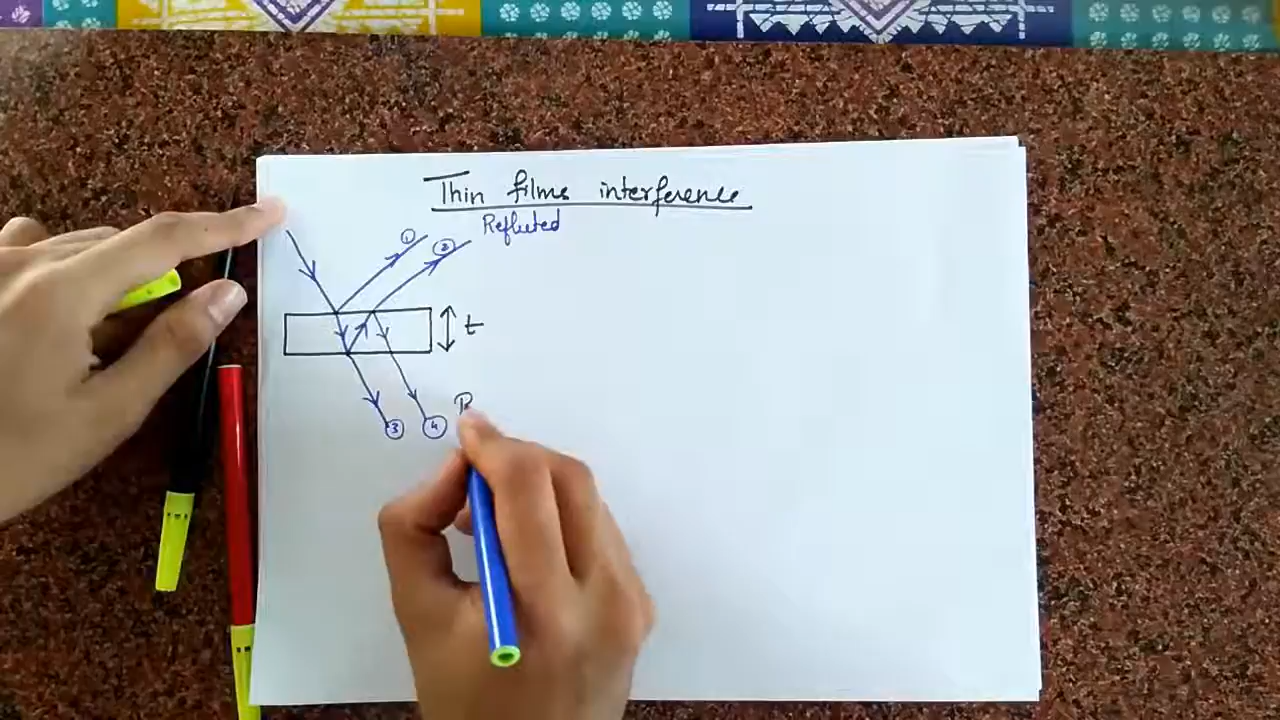 Thin films interference
Reflected
①
②
t
③
④
R